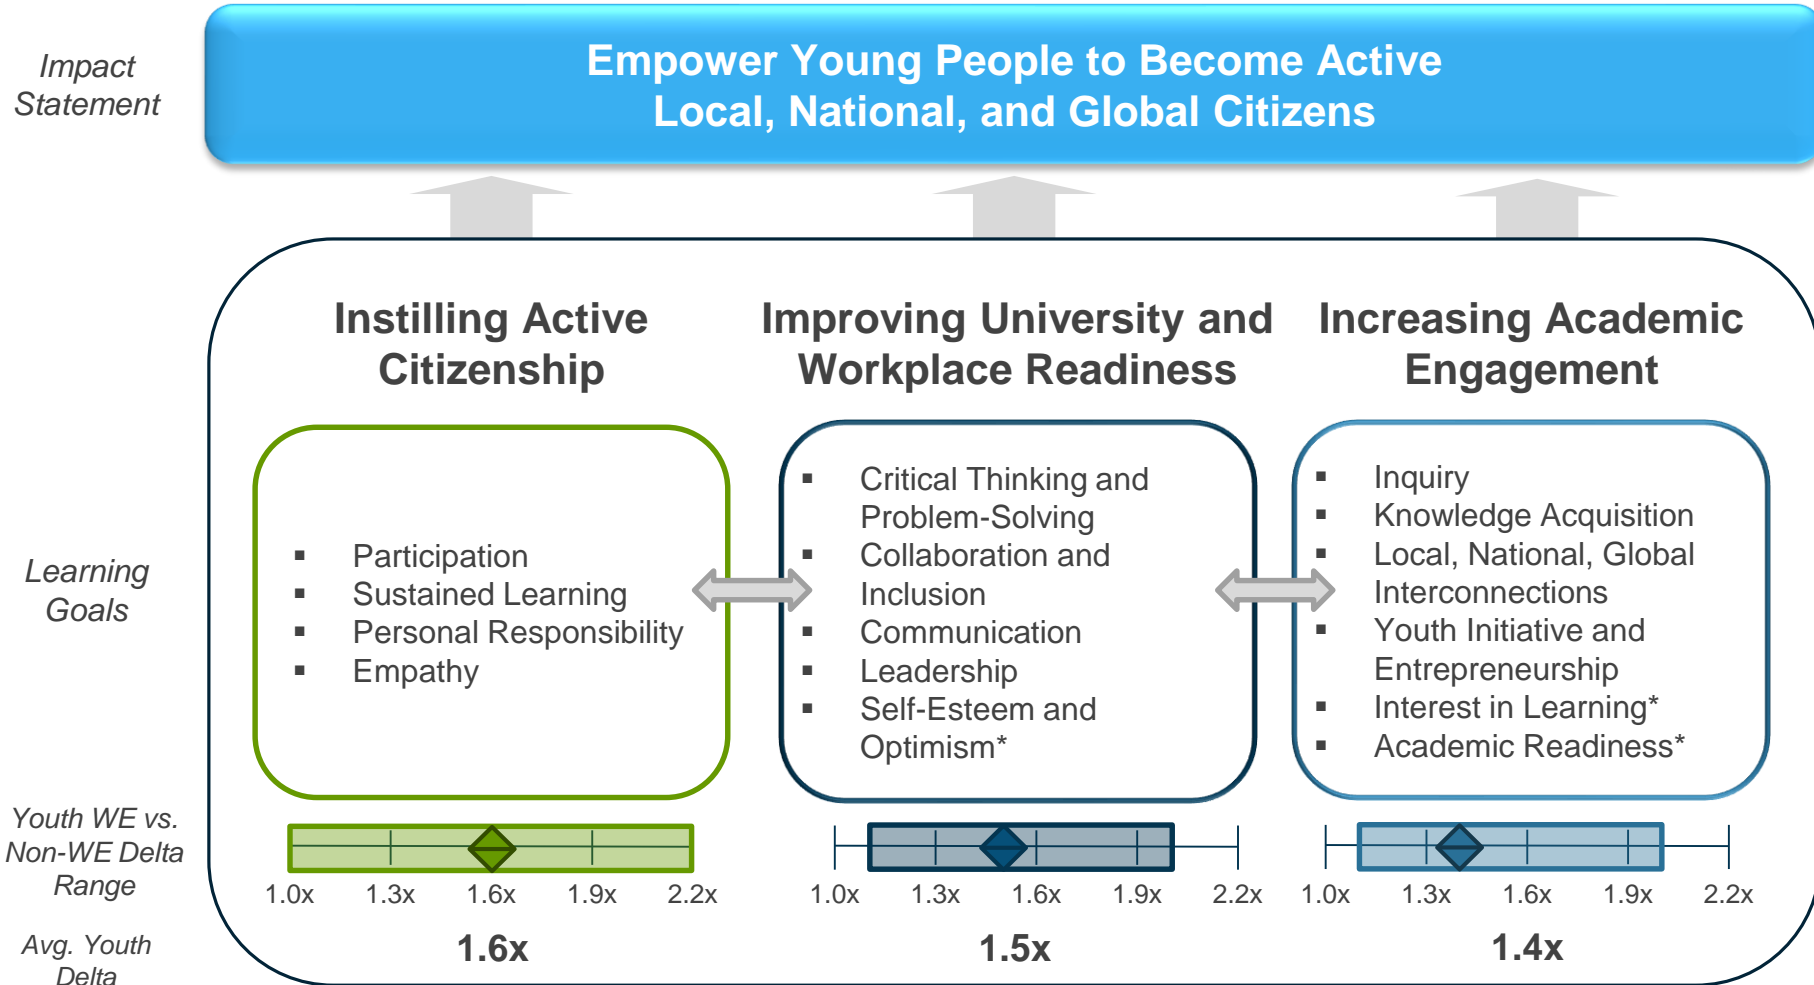 Impact
Statement
Empower Young People to Become Active
Local, National, and Global Citizens
Instilling Active
Citizenship
Improving University and
Workplace Readiness
Increasing Academic
Engagement
Learning
Goals
▪ Participation
▪ Sustained Learning
▪ Personal Responsibility
▪ Empathy
▪ Critical Thinking and
Problem-Solving
▪ Collaboration and
Inclusion
▪ Communication
▪ Leadership
▪ Self-Esteem and
Optimism*
▪ Inquiry
▪ Knowledge Acquisition
▪ Local, National, Global
Interconnections
▪ Youth Initiative and
Entrepreneurship
▪ Interest in Learning*
▪ Academic Readiness*
Youth WE vs.
Non-WE Delta
Range
1.0x 1.3x 1.6x 1.9x 2.2x
1.0x 1.3x 1.6x 1.9x 2.2x
1.0x 1.3x 1.6x 1.9x 2.2x
Avg. Youth
Delta
1.6x
1.5x
1.4x